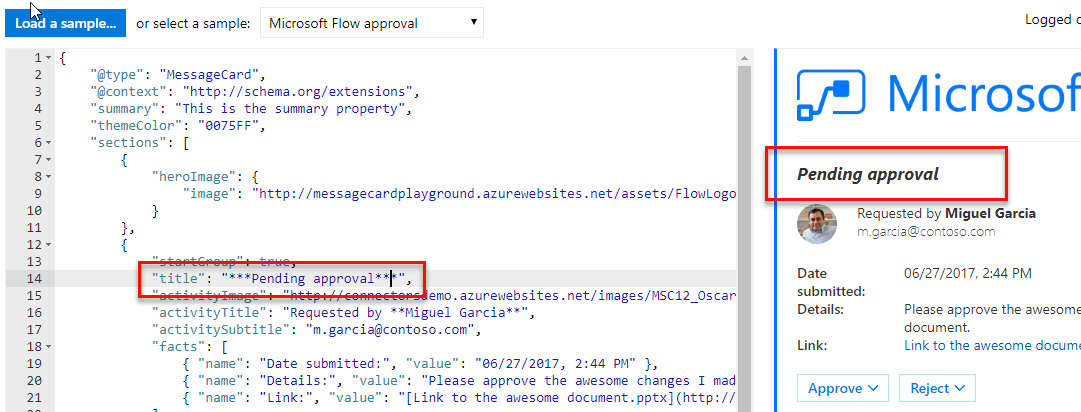 Load a sample... or select a sample: Microsoft Flow approval
Logged
1 {
2 "@type": "MessageCard",
3 "@context": "http://schema.org/extensions",
4 "summary": "This is the summary property",
5 "themeColor": "0075FF",
6 "sections": [
7 {
8 "heroImage": {
9 "image": "http://messagecardplayground.azurewebsites.net/assets/FlowLogo
10 }
11 },
12 {
13 "startGroup": true,
14 "title": "***Pending approval***",
15 "activityImage": "http://connectorsdemo.azurewebsites.net/images/MSC12_Oscar
16 "activityTitle": "Requested by **Miguel Garcia**",
17 "activitySubtitle": "m.garcia@contoso.com",
18 "facts": [
19 { "name": "Date submitted:", "value": "06/27/2017, 2:44 PM" },
20 { "name": "Details:", "value": "Please approve the awesome changes I mad
21 { "name": "Link:", "value": "[Link to the awesome document.pptx](http://
Microsof
Pending approval
Requested by Miguel Garcia
m.garcia@contoso.com
Date submitted: 06/27/2017, 2:44 PM
Details: Please approve the awesome
document.
Link: Link to the awesome docume
Approve Reject